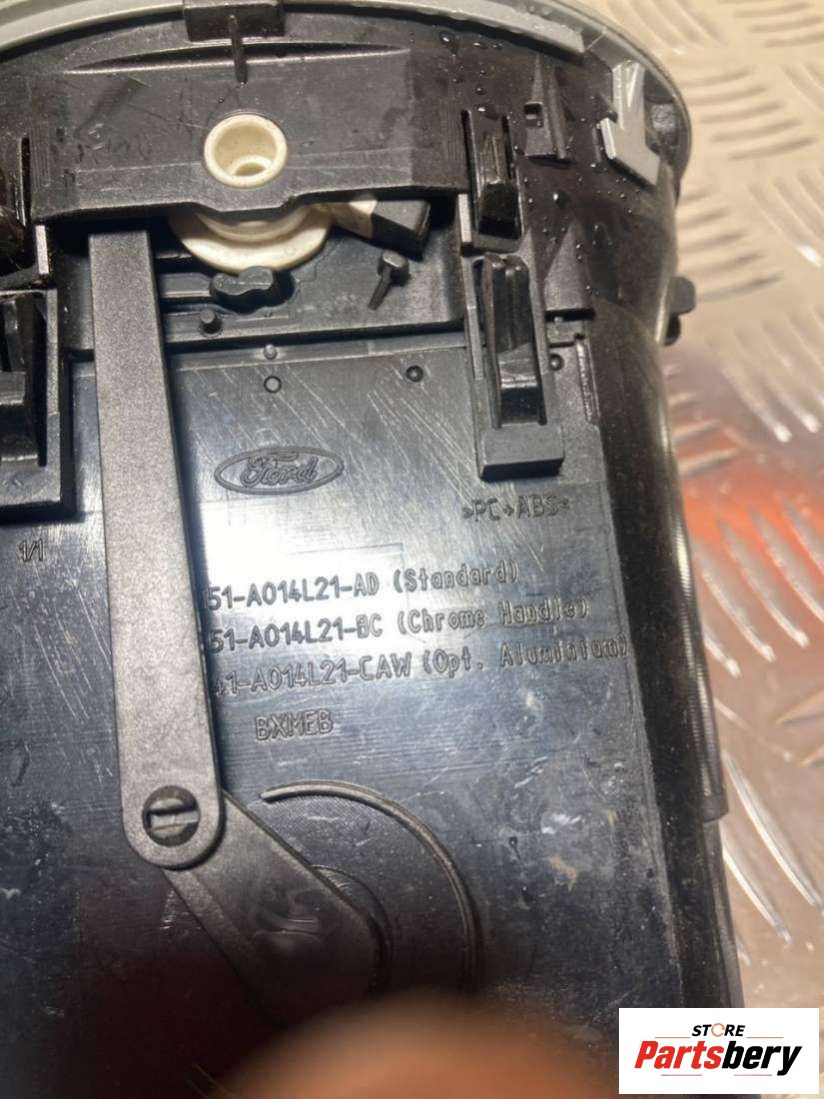 Ford
>PC+ABS<
1/1
51-A014L21-AD (Standard)
51-A014L21-BC (Chrome Handle)
41-A014L21-CAW (Opt. Aluminium)
BXMEB
STORE
Partsbery